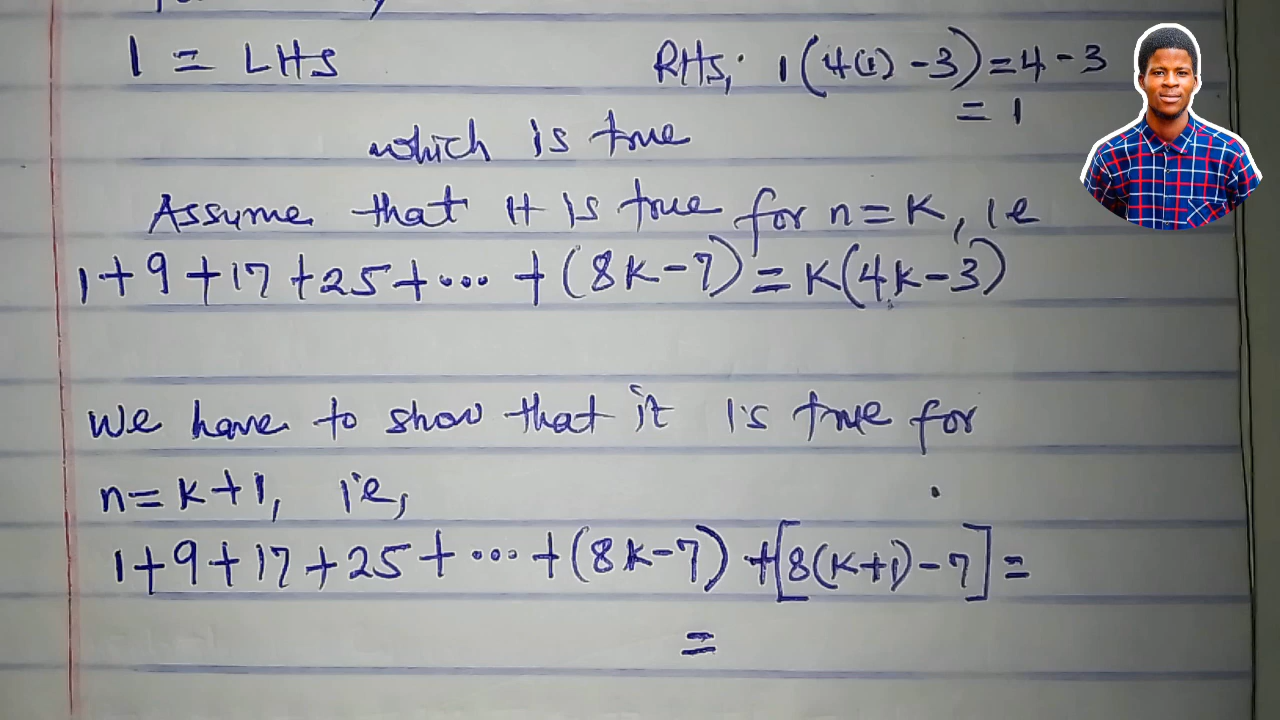 1 = LHS RHS; 1(4(1) - 3) = 4 - 3
= 1
which is true
Assume that it is true for n = K, ie
1 + 9 + 17 + 25 + ... + (8K - 7) = K(4K - 3)
We have to show that it is true for
n = K + 1, ie,
1 + 9 + 17 + 25 + ... + (8K - 7) + [8(K + 1) - 7] =
=